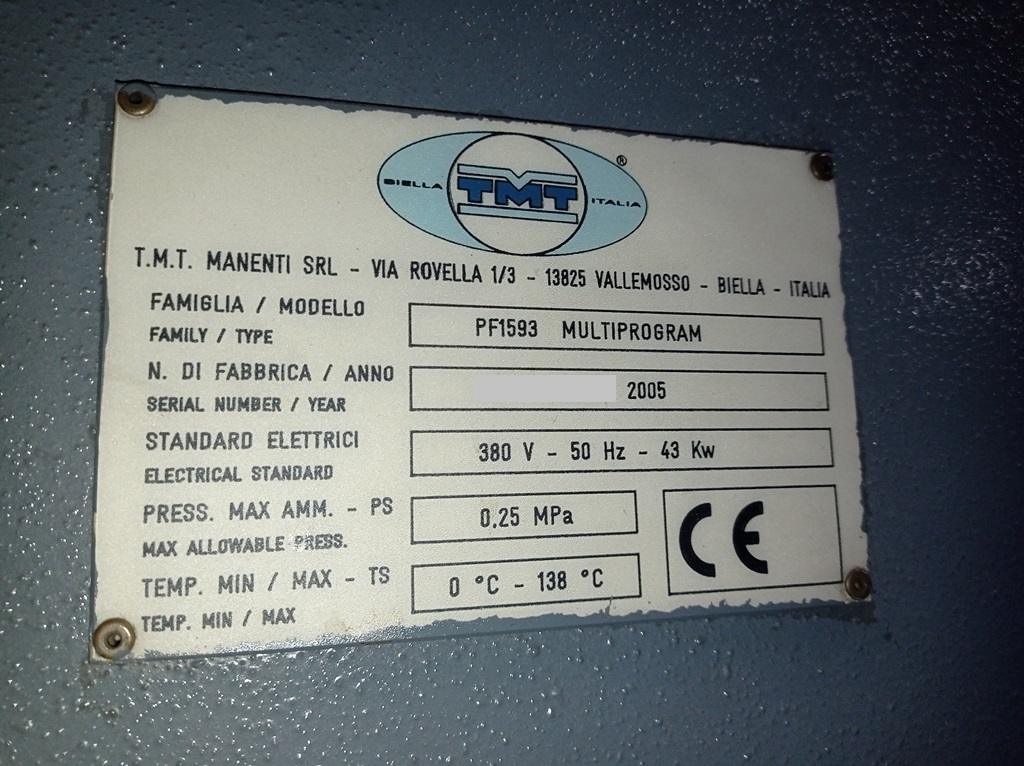 BIELLA TMT ITALIA ®
T.M.T. MANENTI SRL - VIA ROVELLA 1/3 - 13825 VALLEMOSSO - BIELLA - ITALIA
FAMIGLIA / MODELLO
FAMILY / TYPE
PF1593 MULTIPROGRAM
N. DI FABBRICA / ANNO
SERIAL NUMBER / YEAR
2005
STANDARD ELETTRICI
ELECTRICAL STANDARD
380 V - 50 Hz - 43 Kw
PRESS. MAX AMM. - PS
MAX ALLOWABLE PRESS.
0,25 MPa
TEMP. MIN / MAX - TS
TEMP. MIN / MAX
0 °C - 138 °C
CE